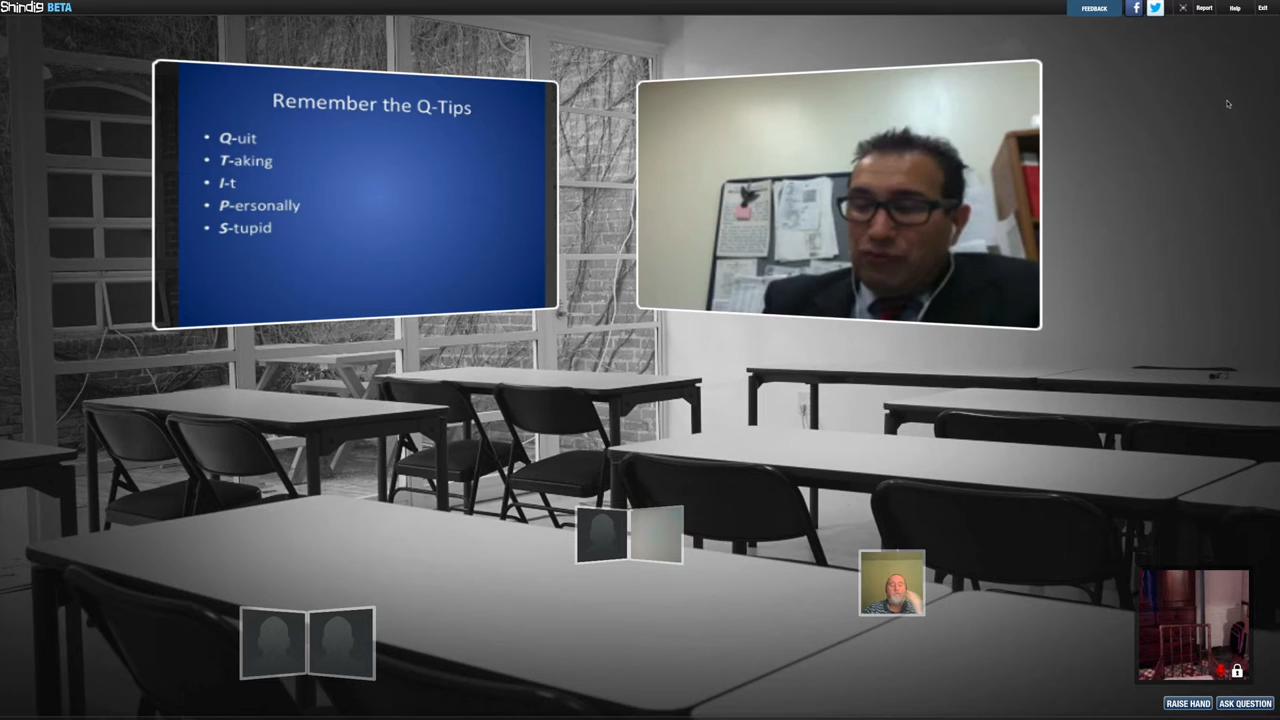 Shindig BETA
FEEDBACK
Report
Help
Exit
Remember the Q-Tips
• Q-uit
• T-aking
• I-t
• P-ersonally
• S-tupid
RAISE HAND
ASK QUESTION